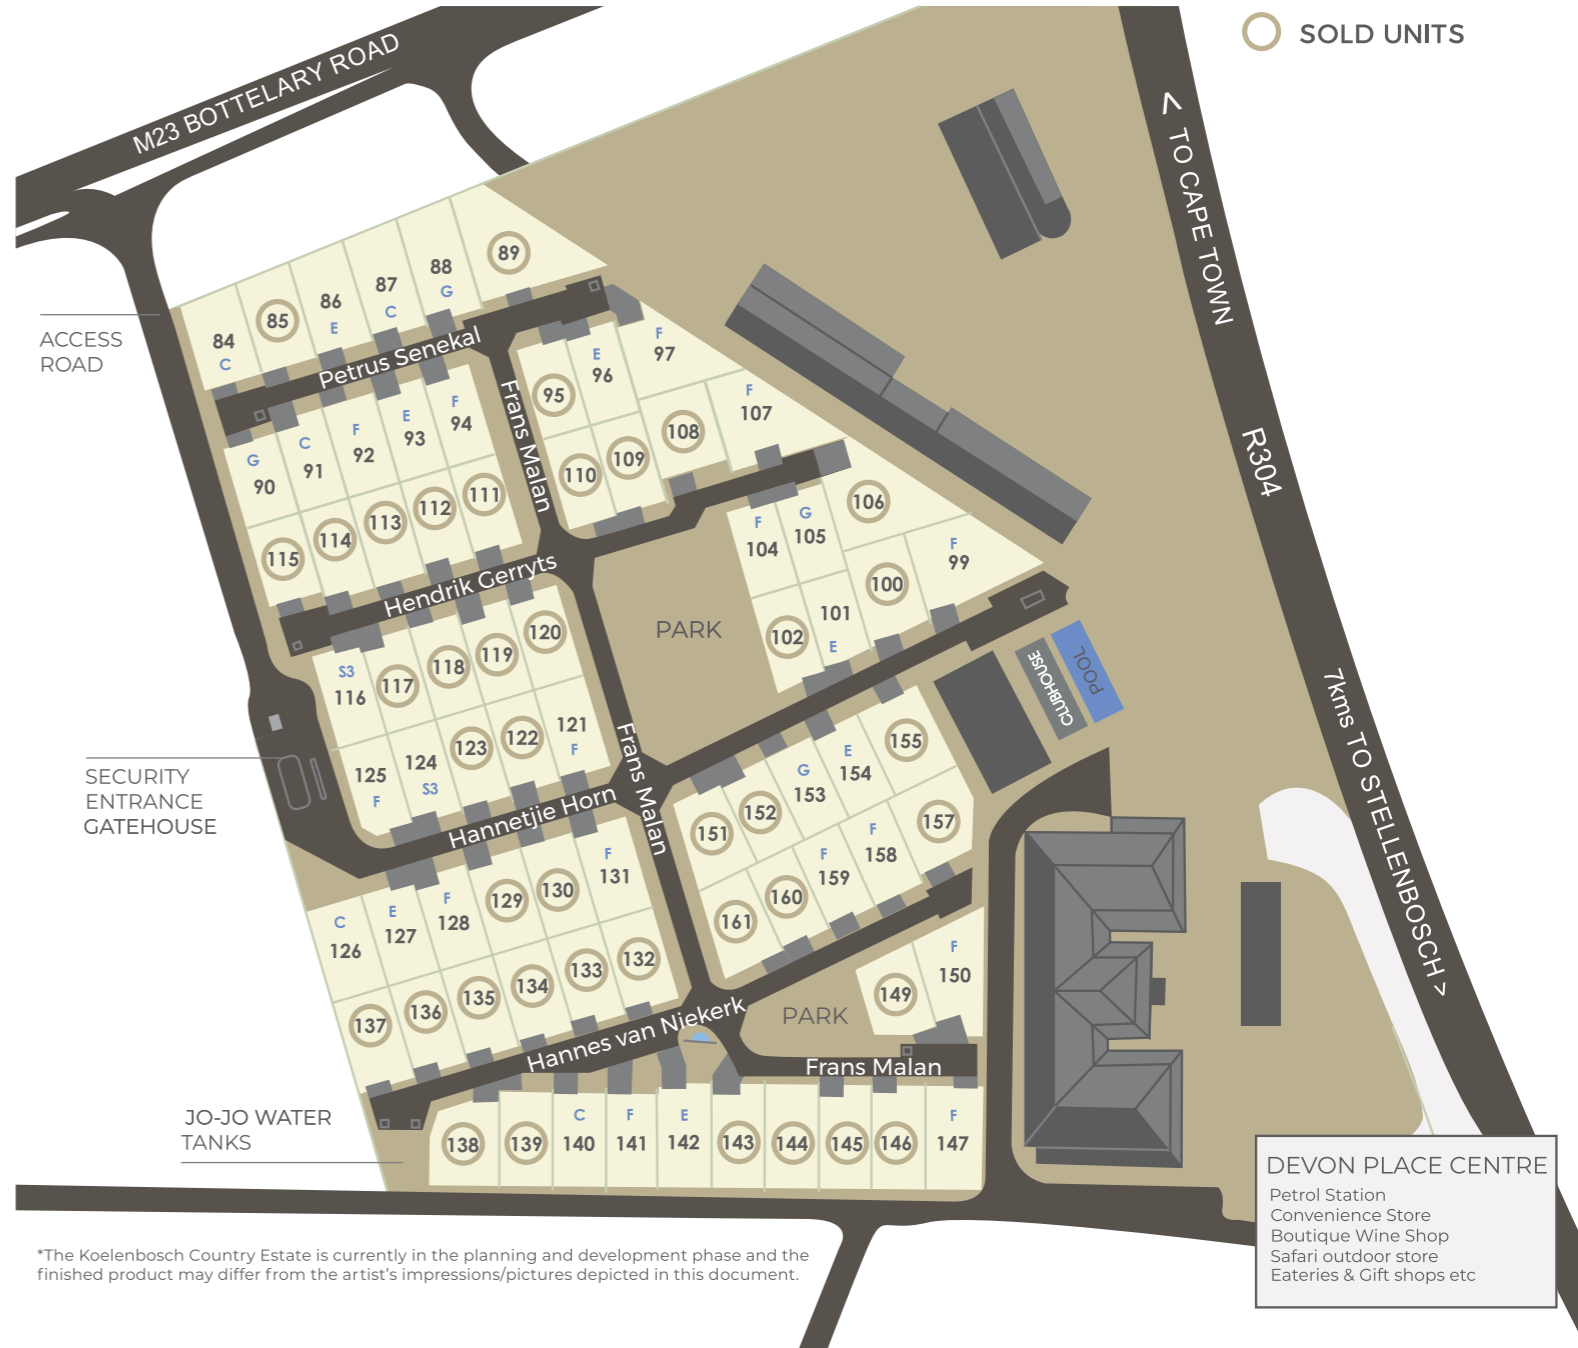 SOLD UNITS
M23 BOTTELARY ROAD
< TO CAPE TOWN
R304
7kms TO STELLENBOSCH >
ACCESS
ROAD
84
C
85
86
E
87
C
88
G
89
Petrus Senekal
G
90
C
91
F
92
E
93
F
94
Frans Malan
95
E
96
F
97
F
107
108
109
110
111
112
113
114
115
Hendrik Gerryts
F
104
G
105
106
F
99
100
101
E
102
PARK
S3
116
117
118
119
120
121
F
122
123
124
S3
125
F
CLUBHOUSE
POOL
SECURITY
ENTRANCE
GATEHOUSE
Hannetjie Horn
Frans Malan
C
126
E
127
F
128
129
130
F
131
132
133
134
135
136
137
151
152
G
153
E
154
155
157
F
158
F
159
160
161
F
150
149
PARK
Hannes van Niekerk
Frans Malan
JO-JO WATER
TANKS
138
139
C
140
F
141
E
142
143
144
145
146
F
147
DEVON PLACE CENTRE
Petrol Station
Convenience Store
Boutique Wine Shop
Safari outdoor store
Eateries & Gift shops etc
*The Koelenbosch Country Estate is currently in the planning and development phase and the
finished product may differ from the artist's impressions/pictures depicted in this document.